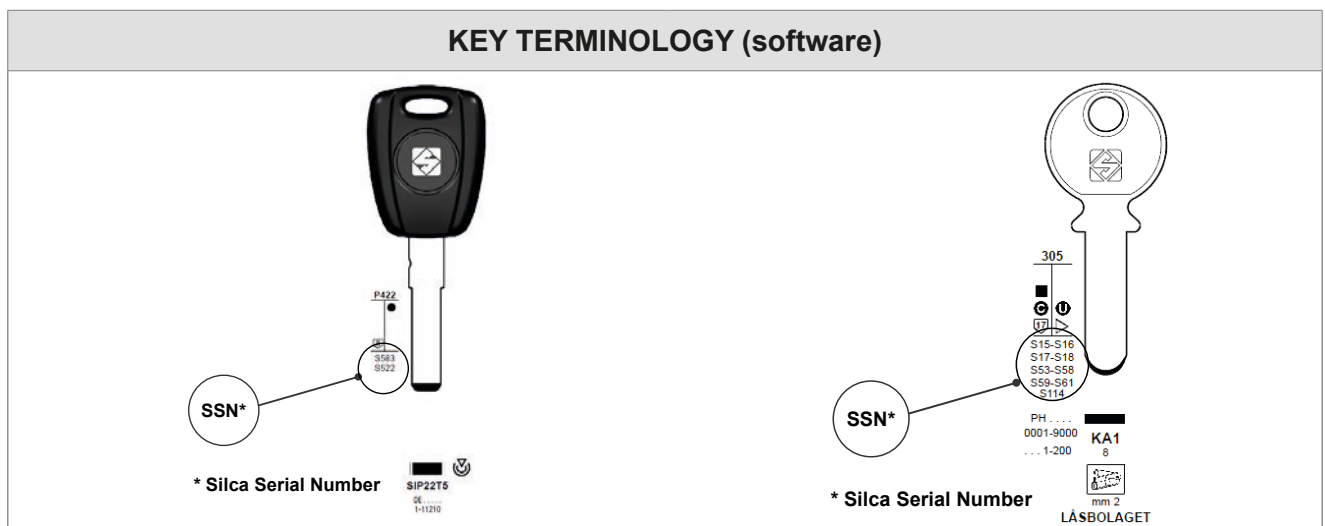 KEY TERMINOLOGY (software)
P422
S583
S522
SSN*
* Silca Serial Number
SIP22T5
1-11210
305
C U
17
S15-S16
S17-S18
S53-S58
S59-S61
S114
SSN*
PH . . . .
0001-9000
. . . 1-200
KA1
8
* Silca Serial Number
mm 2
LÅSBOLAGET